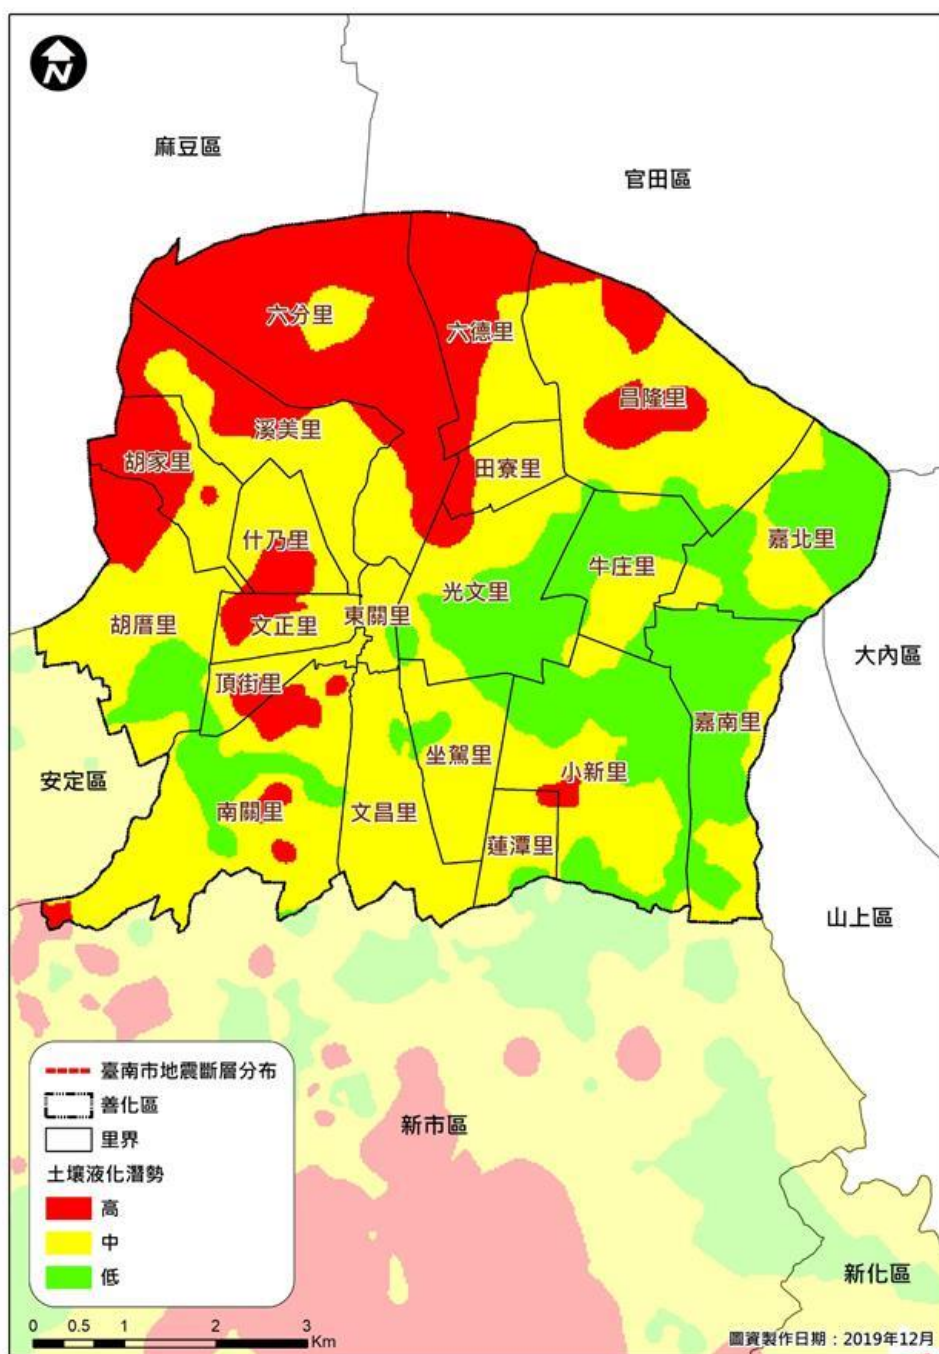 N
麻豆區
官田區
六分里
六德里
昌隆里
溪美里
胡家里
田寮里
什乃里
嘉北里
牛庄里
光文里
東關里
文正里
胡厝里
大內區
頂街里
嘉南里
坐駕里
小新里
安定區
南關里
文昌里
蓮潭里
山上區
臺南市地震斷層分布
善化區
里界
土壤液化潛勢
高
中
低
新市區
新化區
0 0.5 1 2 3
Km
圖資製作日期：2019年12月